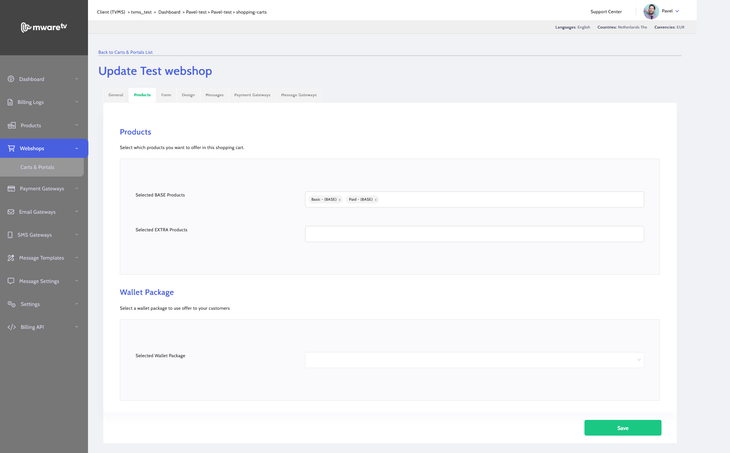 Client (TVMS) > tvms_test > Dashboard » Pavel-test » Pavel-test » shopping-carts
Support Center
Pavel
mwaretv
Languages: English
Countries: Netherlands The
Currencies: EUR
Back to Carts & Portals List
Update Test webshop
Dashboard
Billing Logs
Products
Webshops
Carts & Portals
Payment Gateways
Email Gateways
SMS Gateways
Message Templates
Message Settings
Settings
Billing API
General
Products
Form
Design
Messages
Payment Gateways
Message Gateways
Products
Select which products you want to offer in this shopping cart.
Selected BASE Products
Basic - (BASE) x
Paid - (BASE) x
Selected EXTRA Products
Wallet Package
Select a wallet package to use offer to your customers
Selected Wallet Package
Save